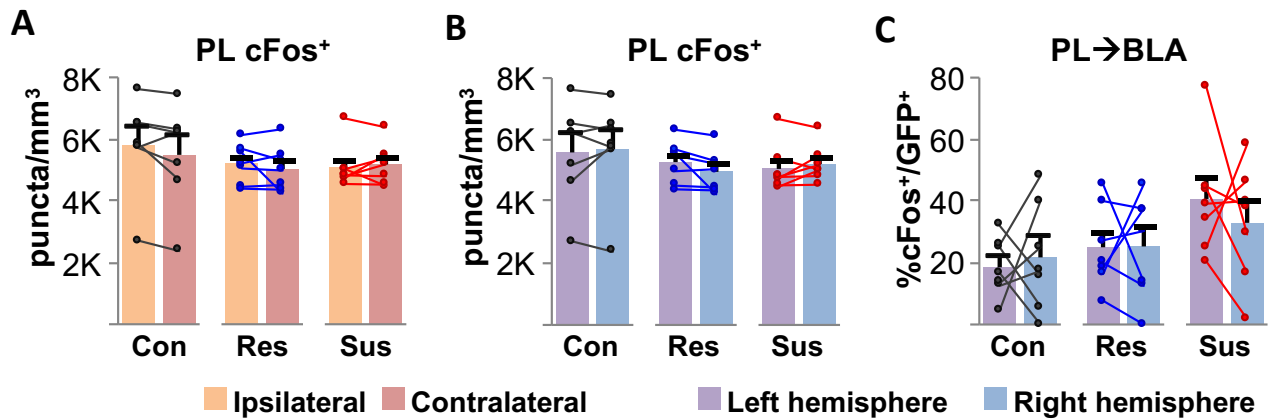 A
PL cFos⁺
puncta/mm³
8K
6K
4K
2K
Con Res Sus
B
PL cFos⁺
puncta/mm³
8K
6K
4K
2K
Con Res Sus
C
PL→BLA
%cFos⁺/GFP⁺
80
60
40
20
Con Res Sus
Ipsilateral Contralateral Left hemisphere Right hemisphere